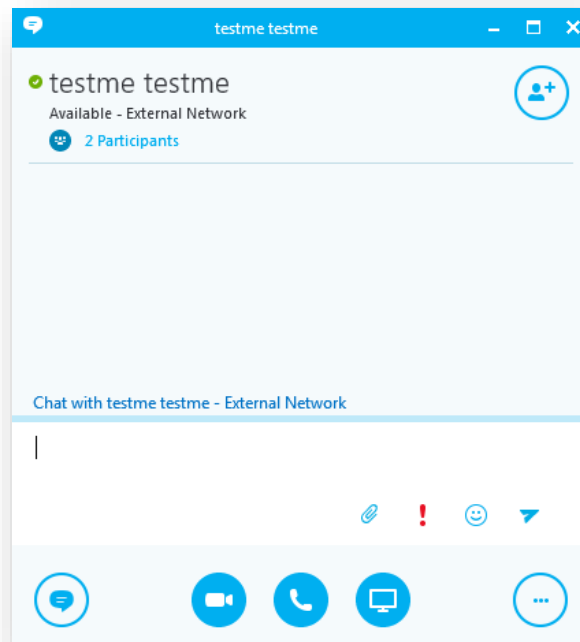 testme testme
testme testme
Available - External Network
2 Participants
Chat with testme testme - External Network